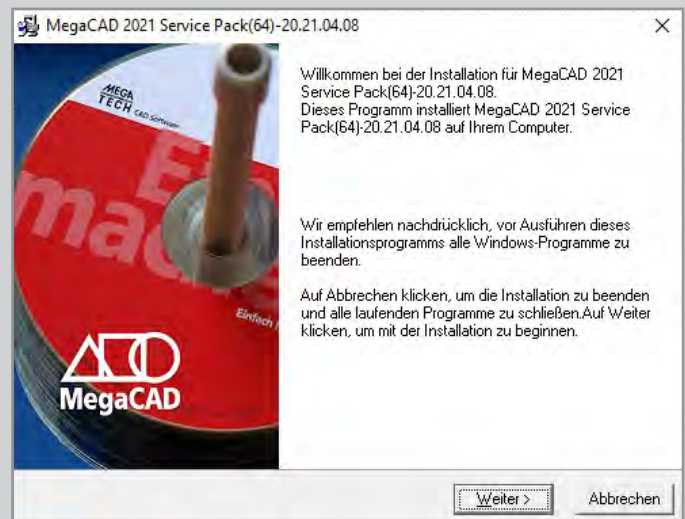 MegaCAD 2021 Service Pack(64)-20.21.04.08
MEGA
TECH CAD Software
Ein
mach
Einfach
MegaCAD
Willkommen bei der Installation für MegaCAD 2021
Service Pack(64)-20.21.04.08.
Dieses Programm installiert MegaCAD 2021 Service
Pack(64)-20.21.04.08 auf Ihrem Computer.
Wir empfehlen nachdrücklich, vor Ausführen dieses
Installationsprogramms alle Windows-Programme zu
beenden.
Auf Abbrechen klicken, um die Installation zu beenden
und alle laufenden Programme zu schließen.Auf Weiter
klicken, um mit der Installation zu beginnen.
Weiter >
Abbrechen